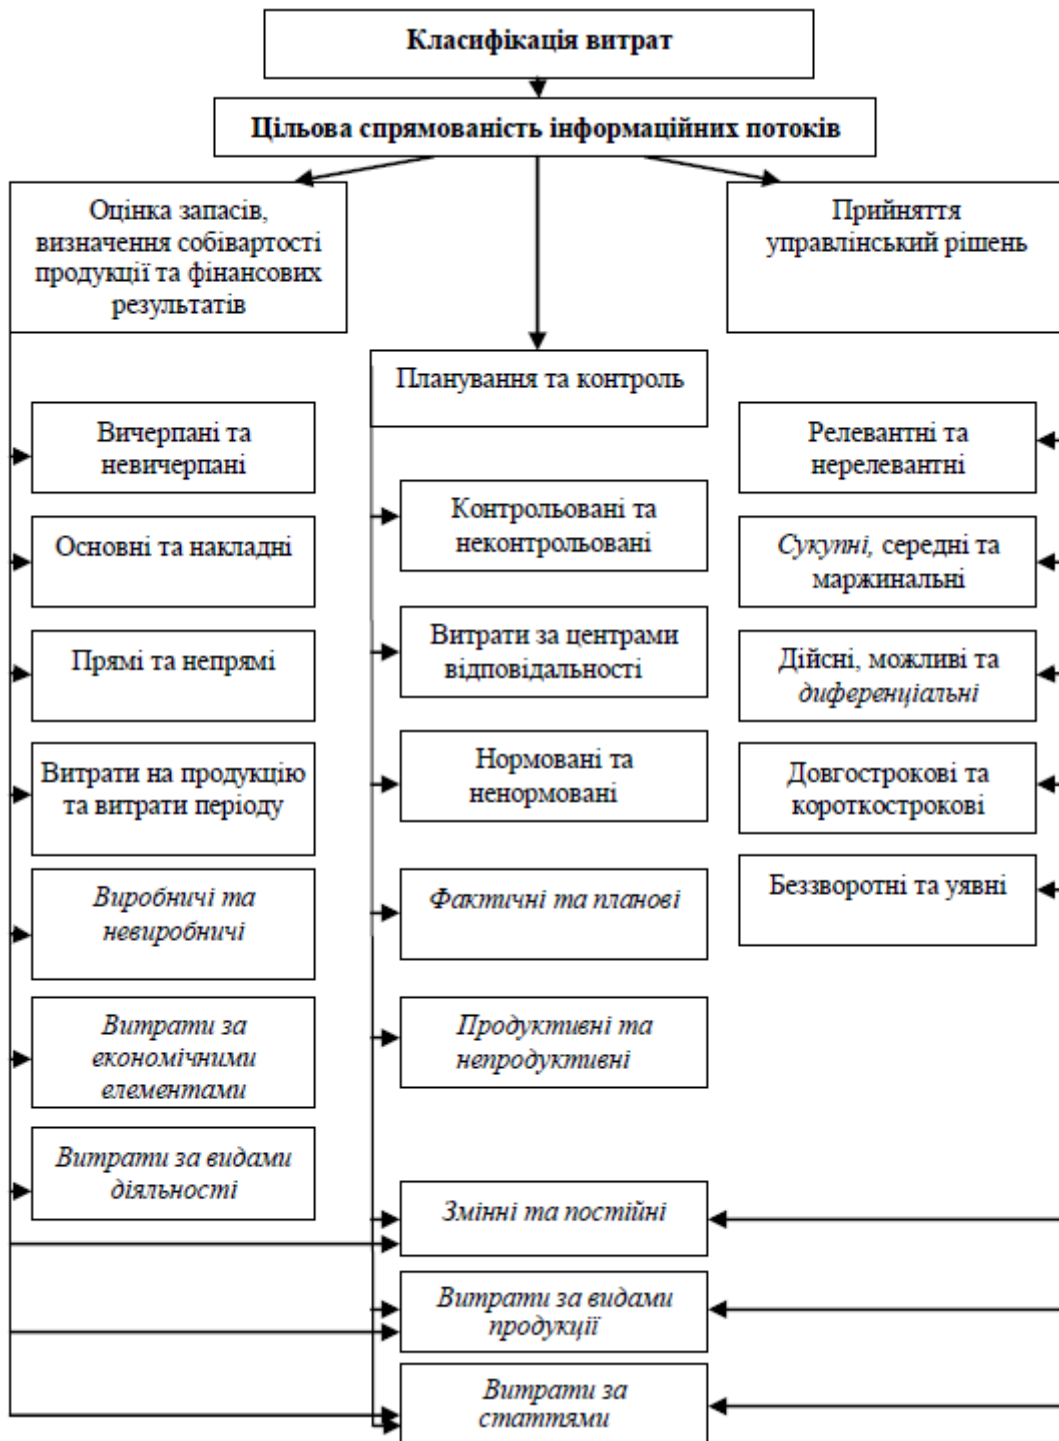 Класифікація витрат
Цільова спрямованість інформаційних потоків
Оцінка запасів,
визначення собівартості
продукції та фінансових
результатів
Прийняття
управлінський рішень
Планування та контроль
Вичерпані та
невичерпані
Основні та накладні
Прямі та непрямі
Витрати на продукцію
та витрати періоду
Виробничі та
невиробничі
Витрати за
економічними
елементами
Витрати за видами
діяльності
Контрольовані та
неконтрольовані
Витрати за центрами
відповідальності
Нормовані та
ненормовані
Фактичні та планові
Продуктивні та
непродуктивні
Змінні та постійні
Витрати за видами
продукції
Витрати за
статтями
Релевантні та
нерелевантні
Сукупні, середні та
маржинальні
Дійсні, можливі та
диференціальні
Довгострокові та
короткострокові
Беззворотні та уявні